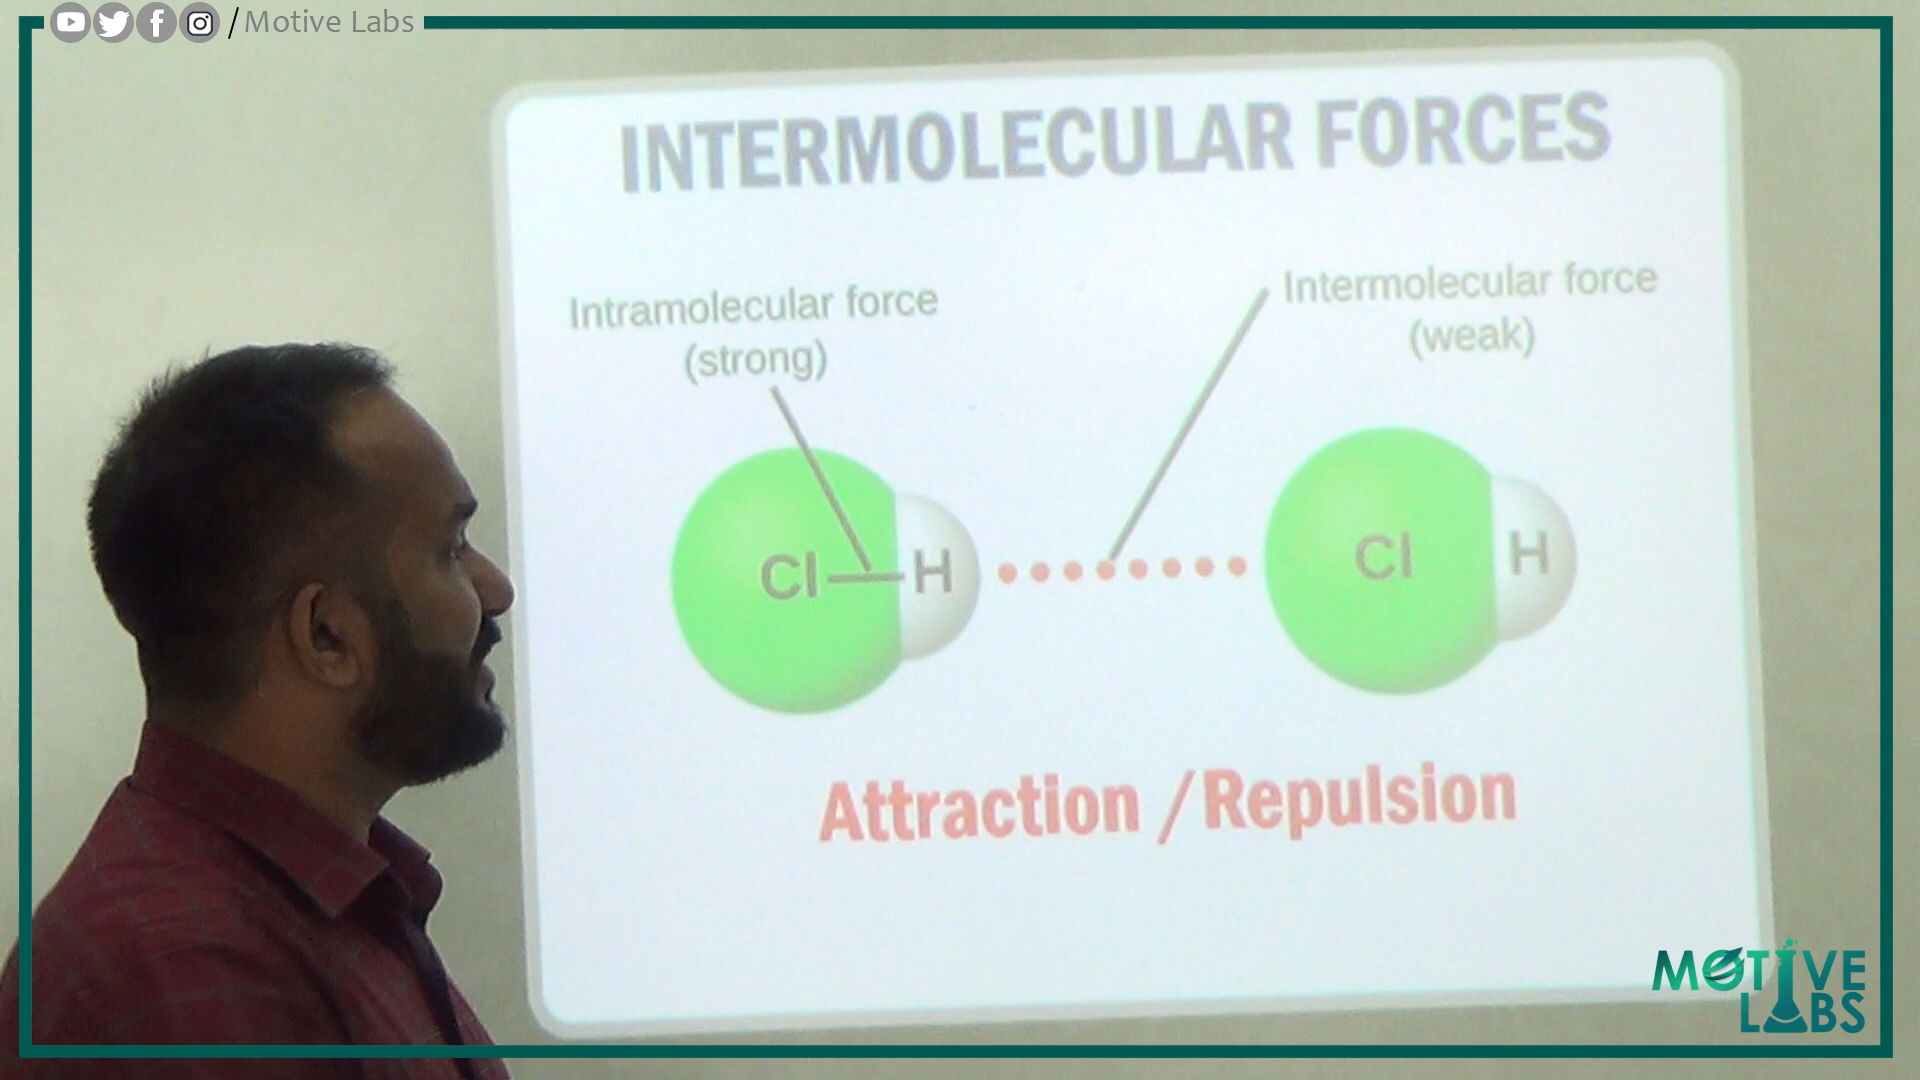 /Motive Labs
INTERMOLECULAR FORCES
Intramolecular force
(strong)
Intermolecular force
(weak)
Cl H
Cl H
Attraction / Repulsion
MOTIVE
LABS